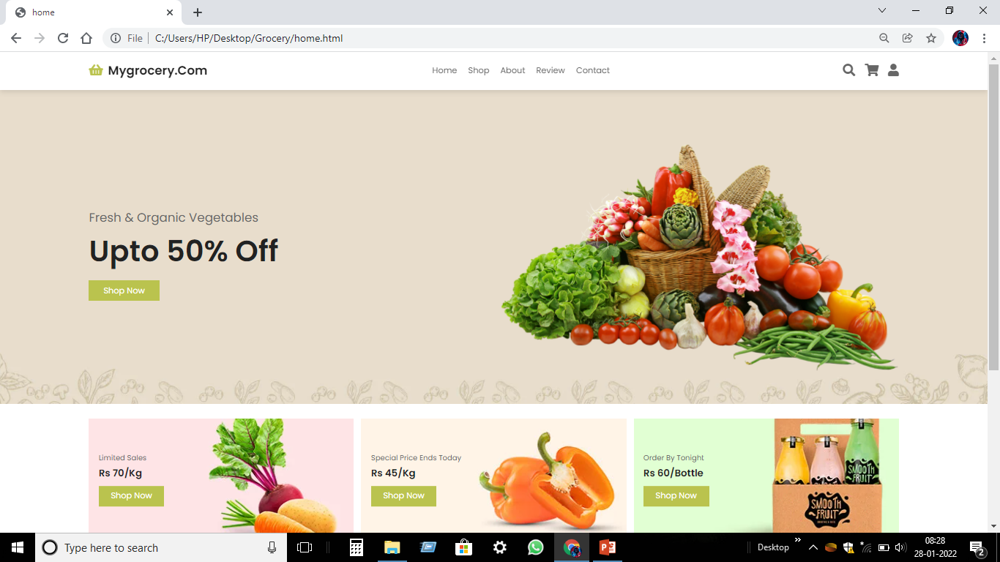 home
File
C:/Users/HP/Desktop/Grocery/home.html
Mygrocery.Com
Home
Shop
About
Review
Contact
Fresh & Organic Vegetables
Upto 50% Off
Shop Now
Limited Sales
Rs 70/Kg
Shop Now
Special Price Ends Today
Rs 45/Kg
Shop Now
Order By Tonight
Rs 60/Bottle
Shop Now
SMOOTH
FRUIT
SMOOTH
FRUIT
Type here to search
Desktop
08:28
28-01-2022
2